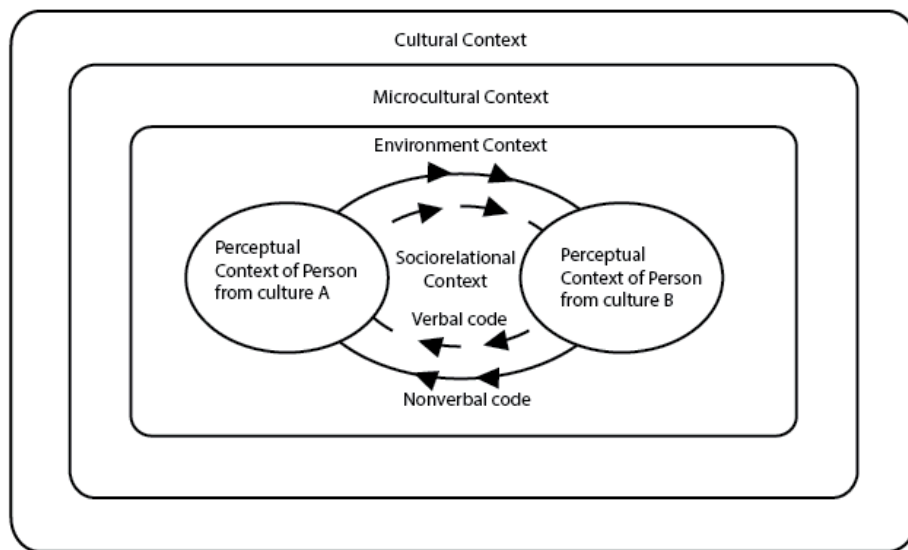 Cultural Context
Microcultural Context
Environment Context
Perceptual
Context of Person
from culture A
Sociorelational
Context
Verbal code
Perceptual
Context of Person
from culture B
Nonverbal code